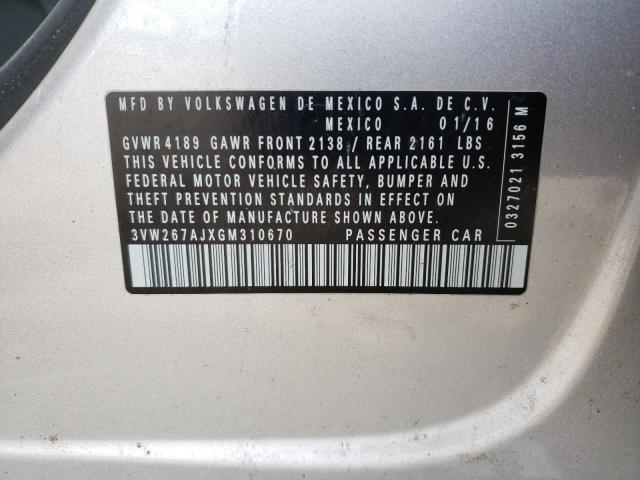 MFD BY VOLKSWAGEN DE MEXICO S.A. DE C.V.
MEXICO 01/16
GVWR 4189 GAWR FRONT 2138 / REAR 2161 LBS
THIS VEHICLE CONFORMS TO ALL APPLICABLE U.S.
FEDERAL MOTOR VEHICLE SAFETY, BUMPER AND
THEFT PREVENTION STANDARDS IN EFFECT ON
THE DATE OF MANUFACTURE SHOWN ABOVE.
3VW267AJXGM310670 PASSENGER CAR
0327021 3156 M